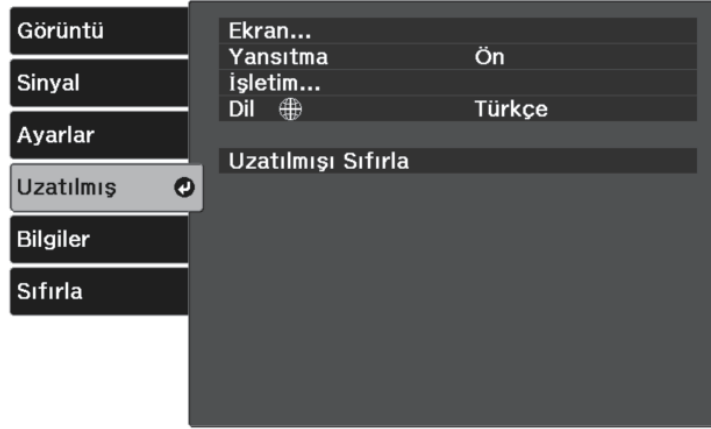 Görüntü
Sinyal
Ayarlar
Uzatılmış
Bilgiler
Sıfırla
Ekran...
Yansıtma Ön
İşletim...
Dil Türkçe
Uzatılmışı Sıfırla